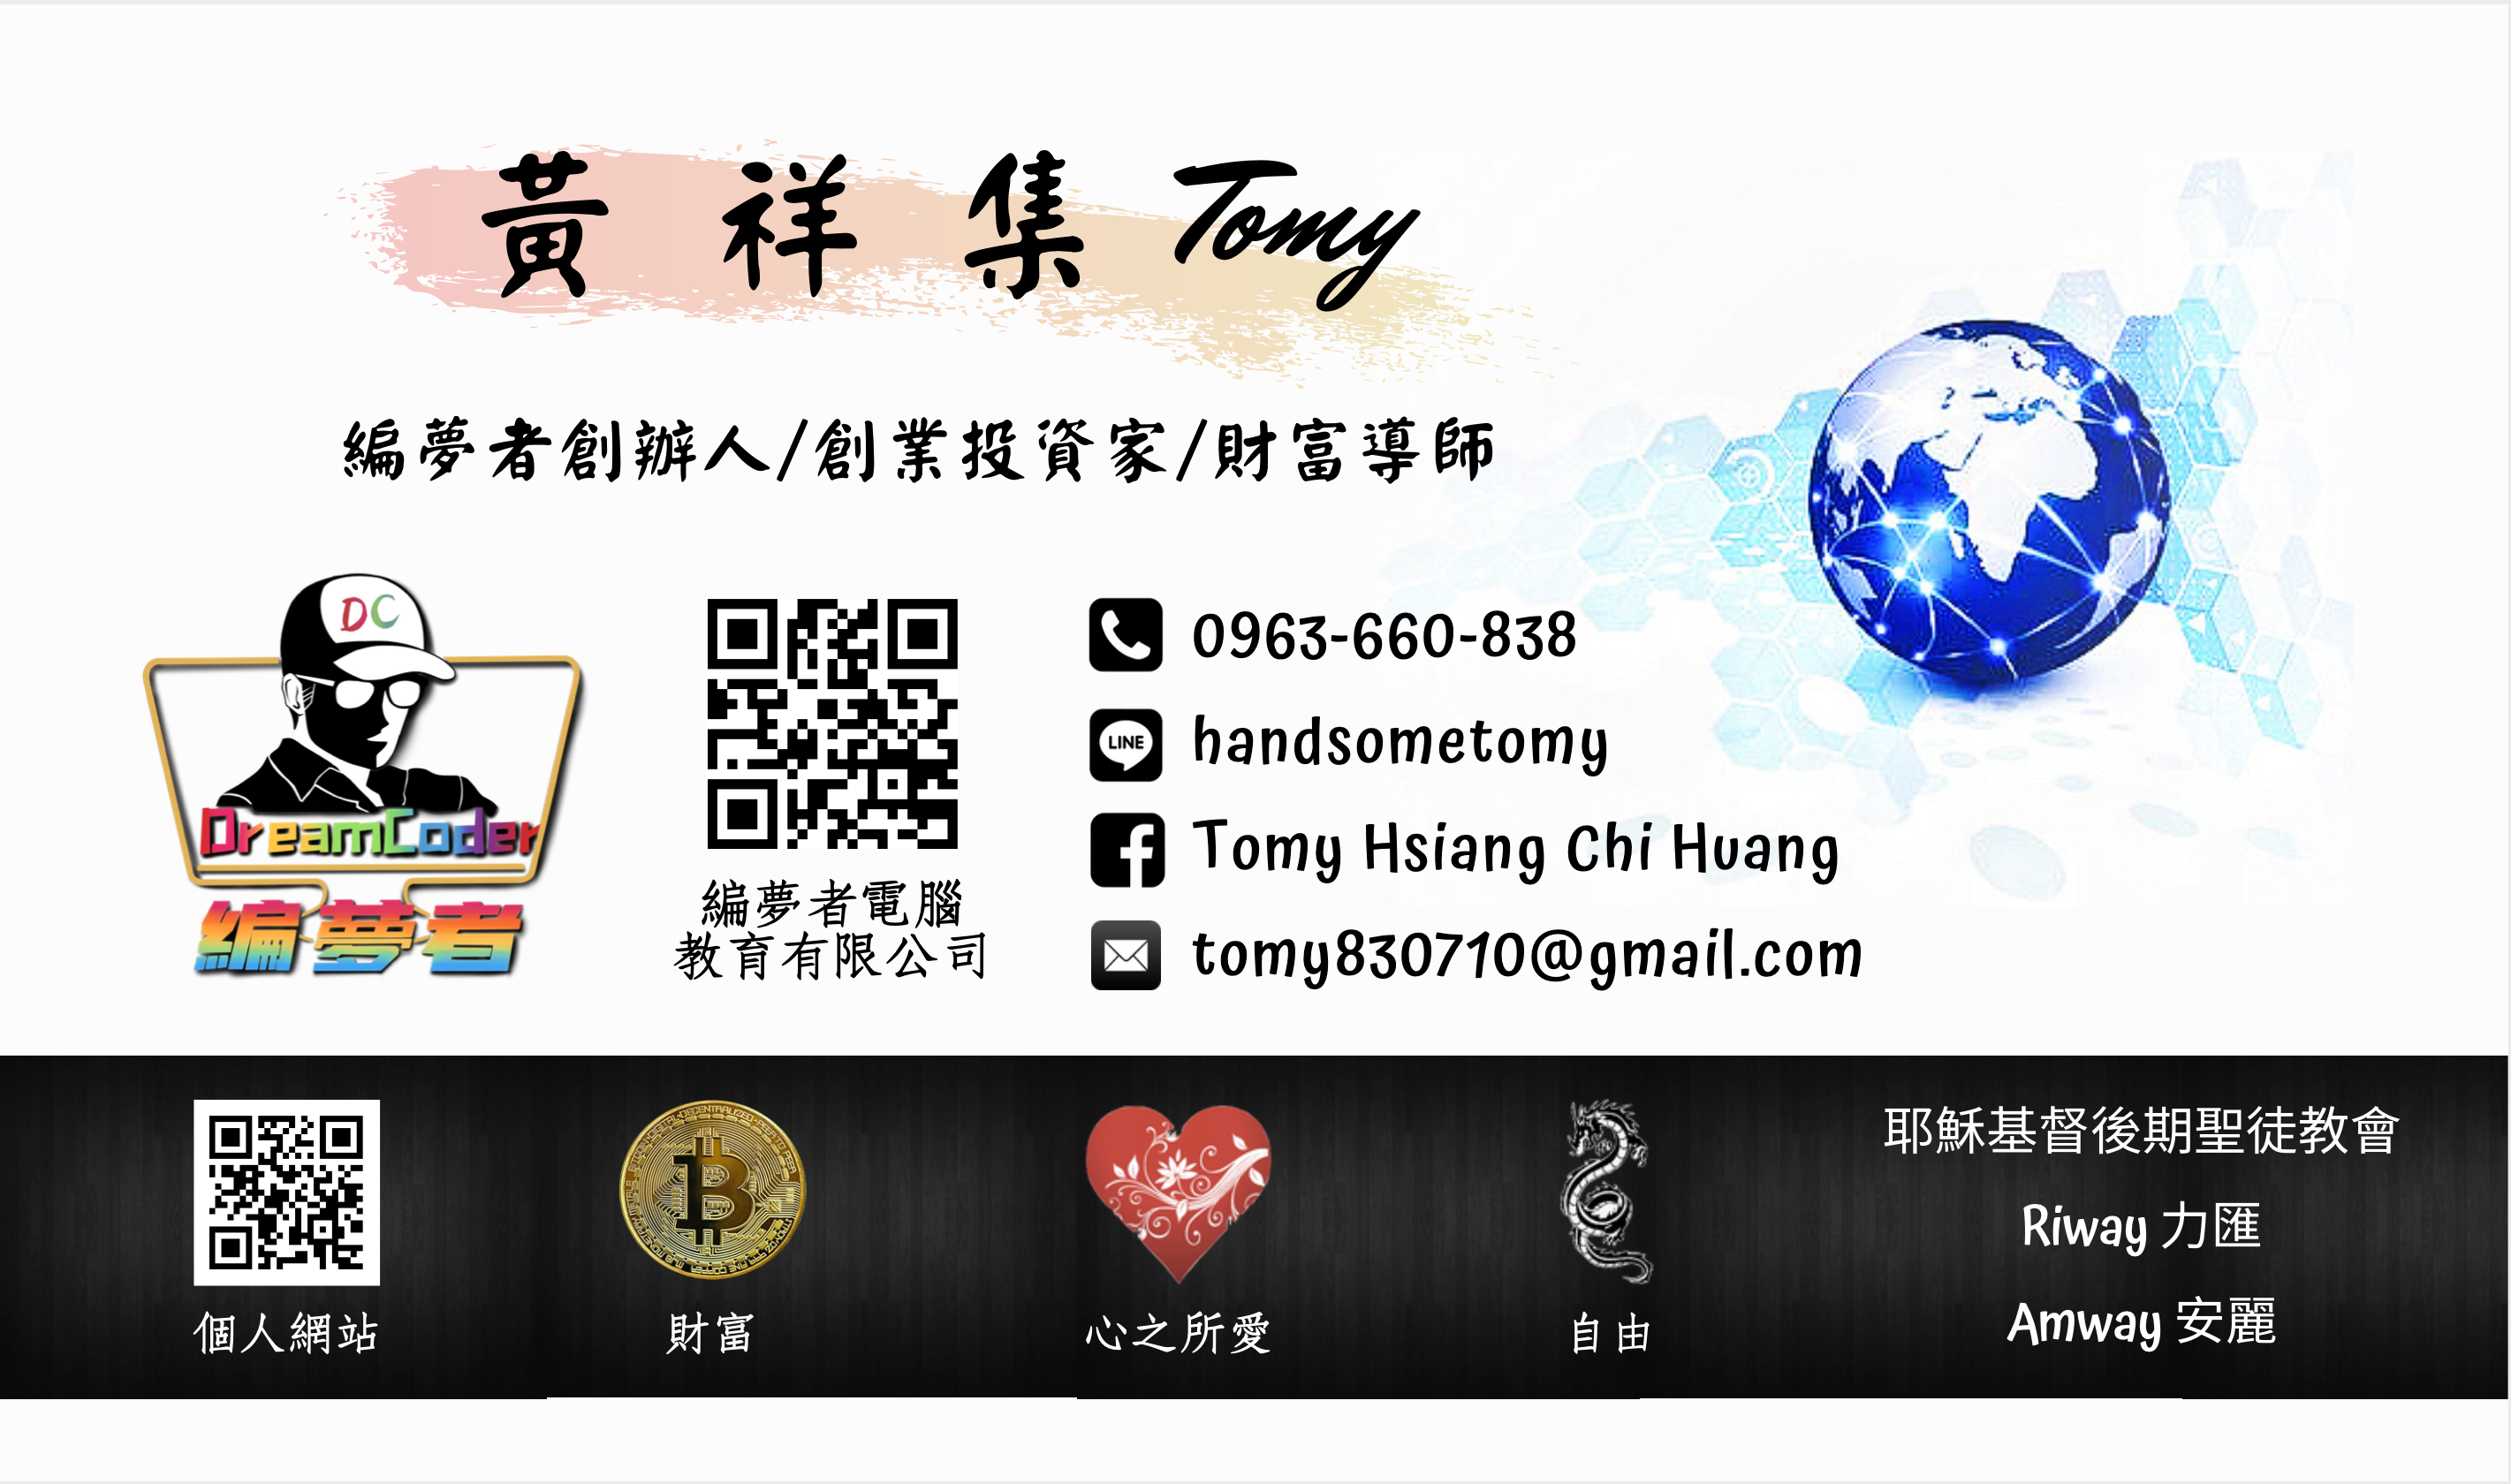 黃祥集 Tomy
編夢者創辦人/創業投資家/財富導師
DC
DreamCoder
編夢者
編夢者電腦
教育有限公司
0963-660-838
LINE
handsometomy
Tomy Hsiang Chi Huang
tomy830710@gmail.com
個人網站
財富
心之所愛
自由
耶穌基督後期聖徒教會
Riway 力匯
Amway 安麗